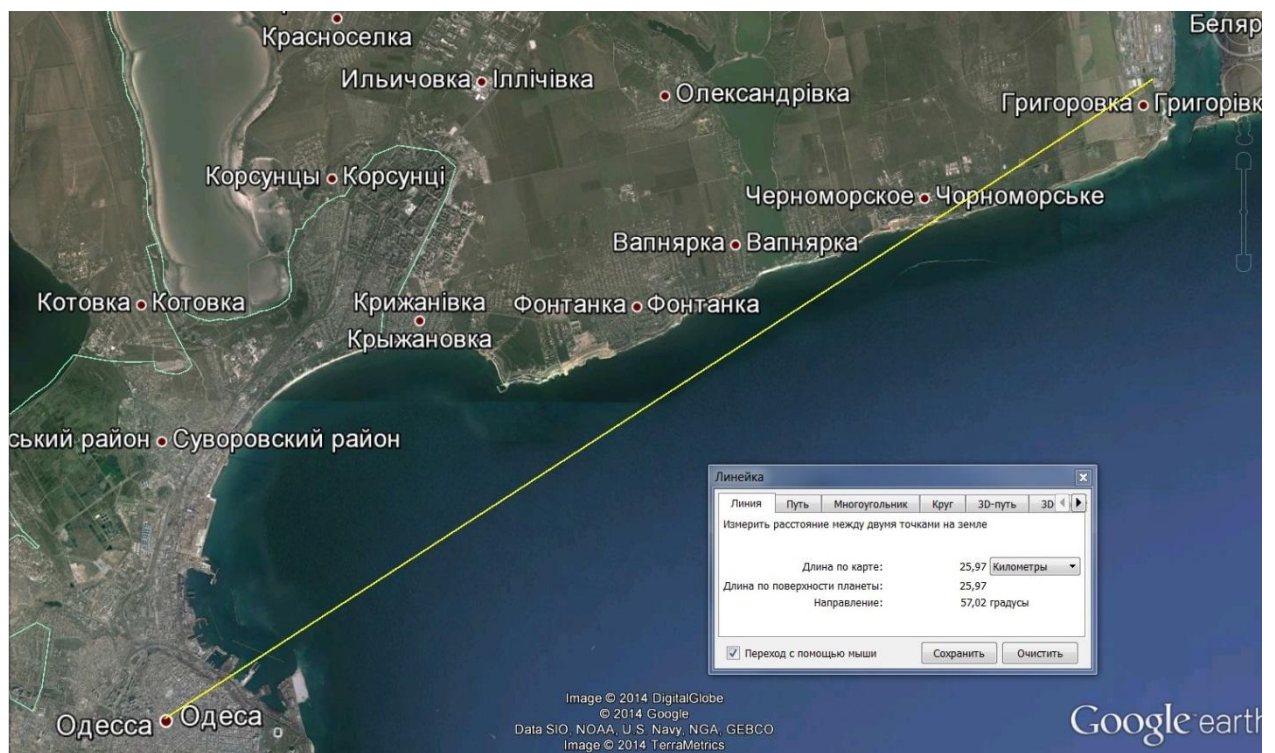 Беляр
Красноселка
Ильичовка Іллічівка
Олександрівка
Григоровка Григорівка
Корсунцы Корсунці
Черноморское Чорноморське
Вапнярка Вапнярка
Котовка Котовка
Крижанівка
Крыжановка
Фонтанка Фонтанка
ський район Суворовский район
Линейка
Линия Путь Многоугольник Круг 3D-путь 3D
Измерить расстояние между двумя точками на земле
Длина по карте: 25,97 Километры
Длина по поверхности планеты: 25,97
Направление: 57,02 градусы
Переход с помощью мыши Сохранить Очистить
Одесса Одеса
Image © 2014 DigitalGlobe
© 2014 Google
Data SIO, NOAA, U.S. Navy, NGA, GEBCO
Image © 2014 TerraMetrics
Google earth